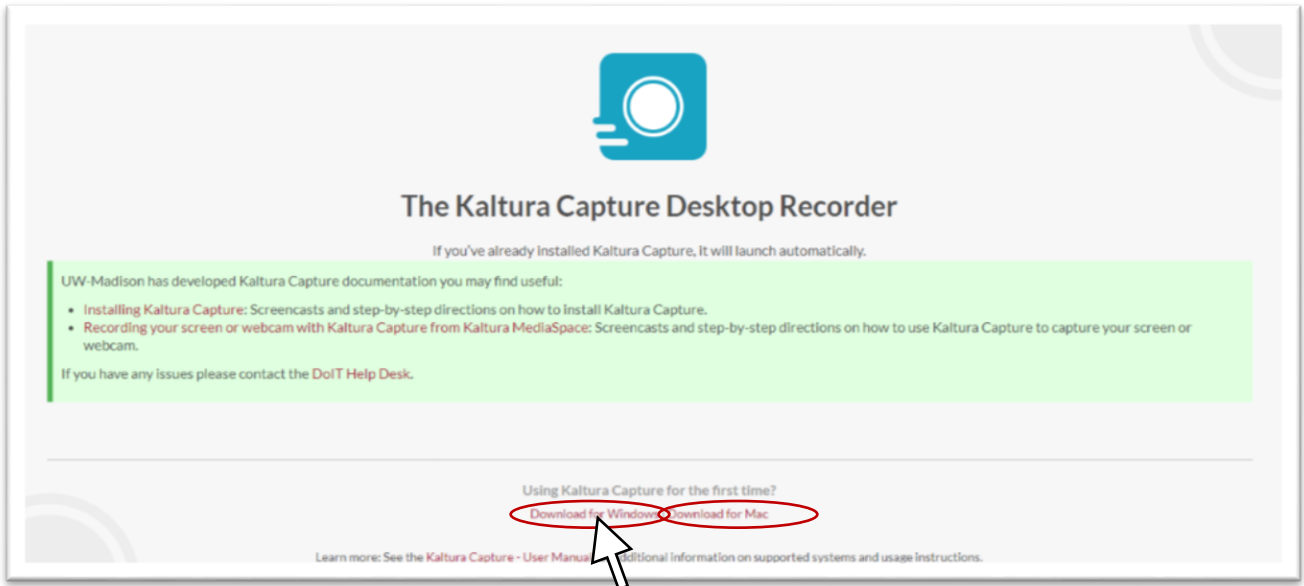 The Kaltura Capture Desktop Recorder
If you've already installed Kaltura Capture, it will launch automatically.
UW-Madison has developed Kaltura Capture documentation you may find useful:
• Installing Kaltura Capture: Screencasts and step-by-step directions on how to install Kaltura Capture.
• Recording your screen or webcam with Kaltura Capture from Kaltura MediaSpace: Screencasts and step-by-step directions on how to use Kaltura Capture to capture your screen or
webcam.
If you have any issues please contact the DoIT Help Desk.
Using Kaltura Capture for the first time?
Download for Windows Download for Mac
Learn more: See the Kaltura Capture - User Manual additional information on supported systems and usage instructions.